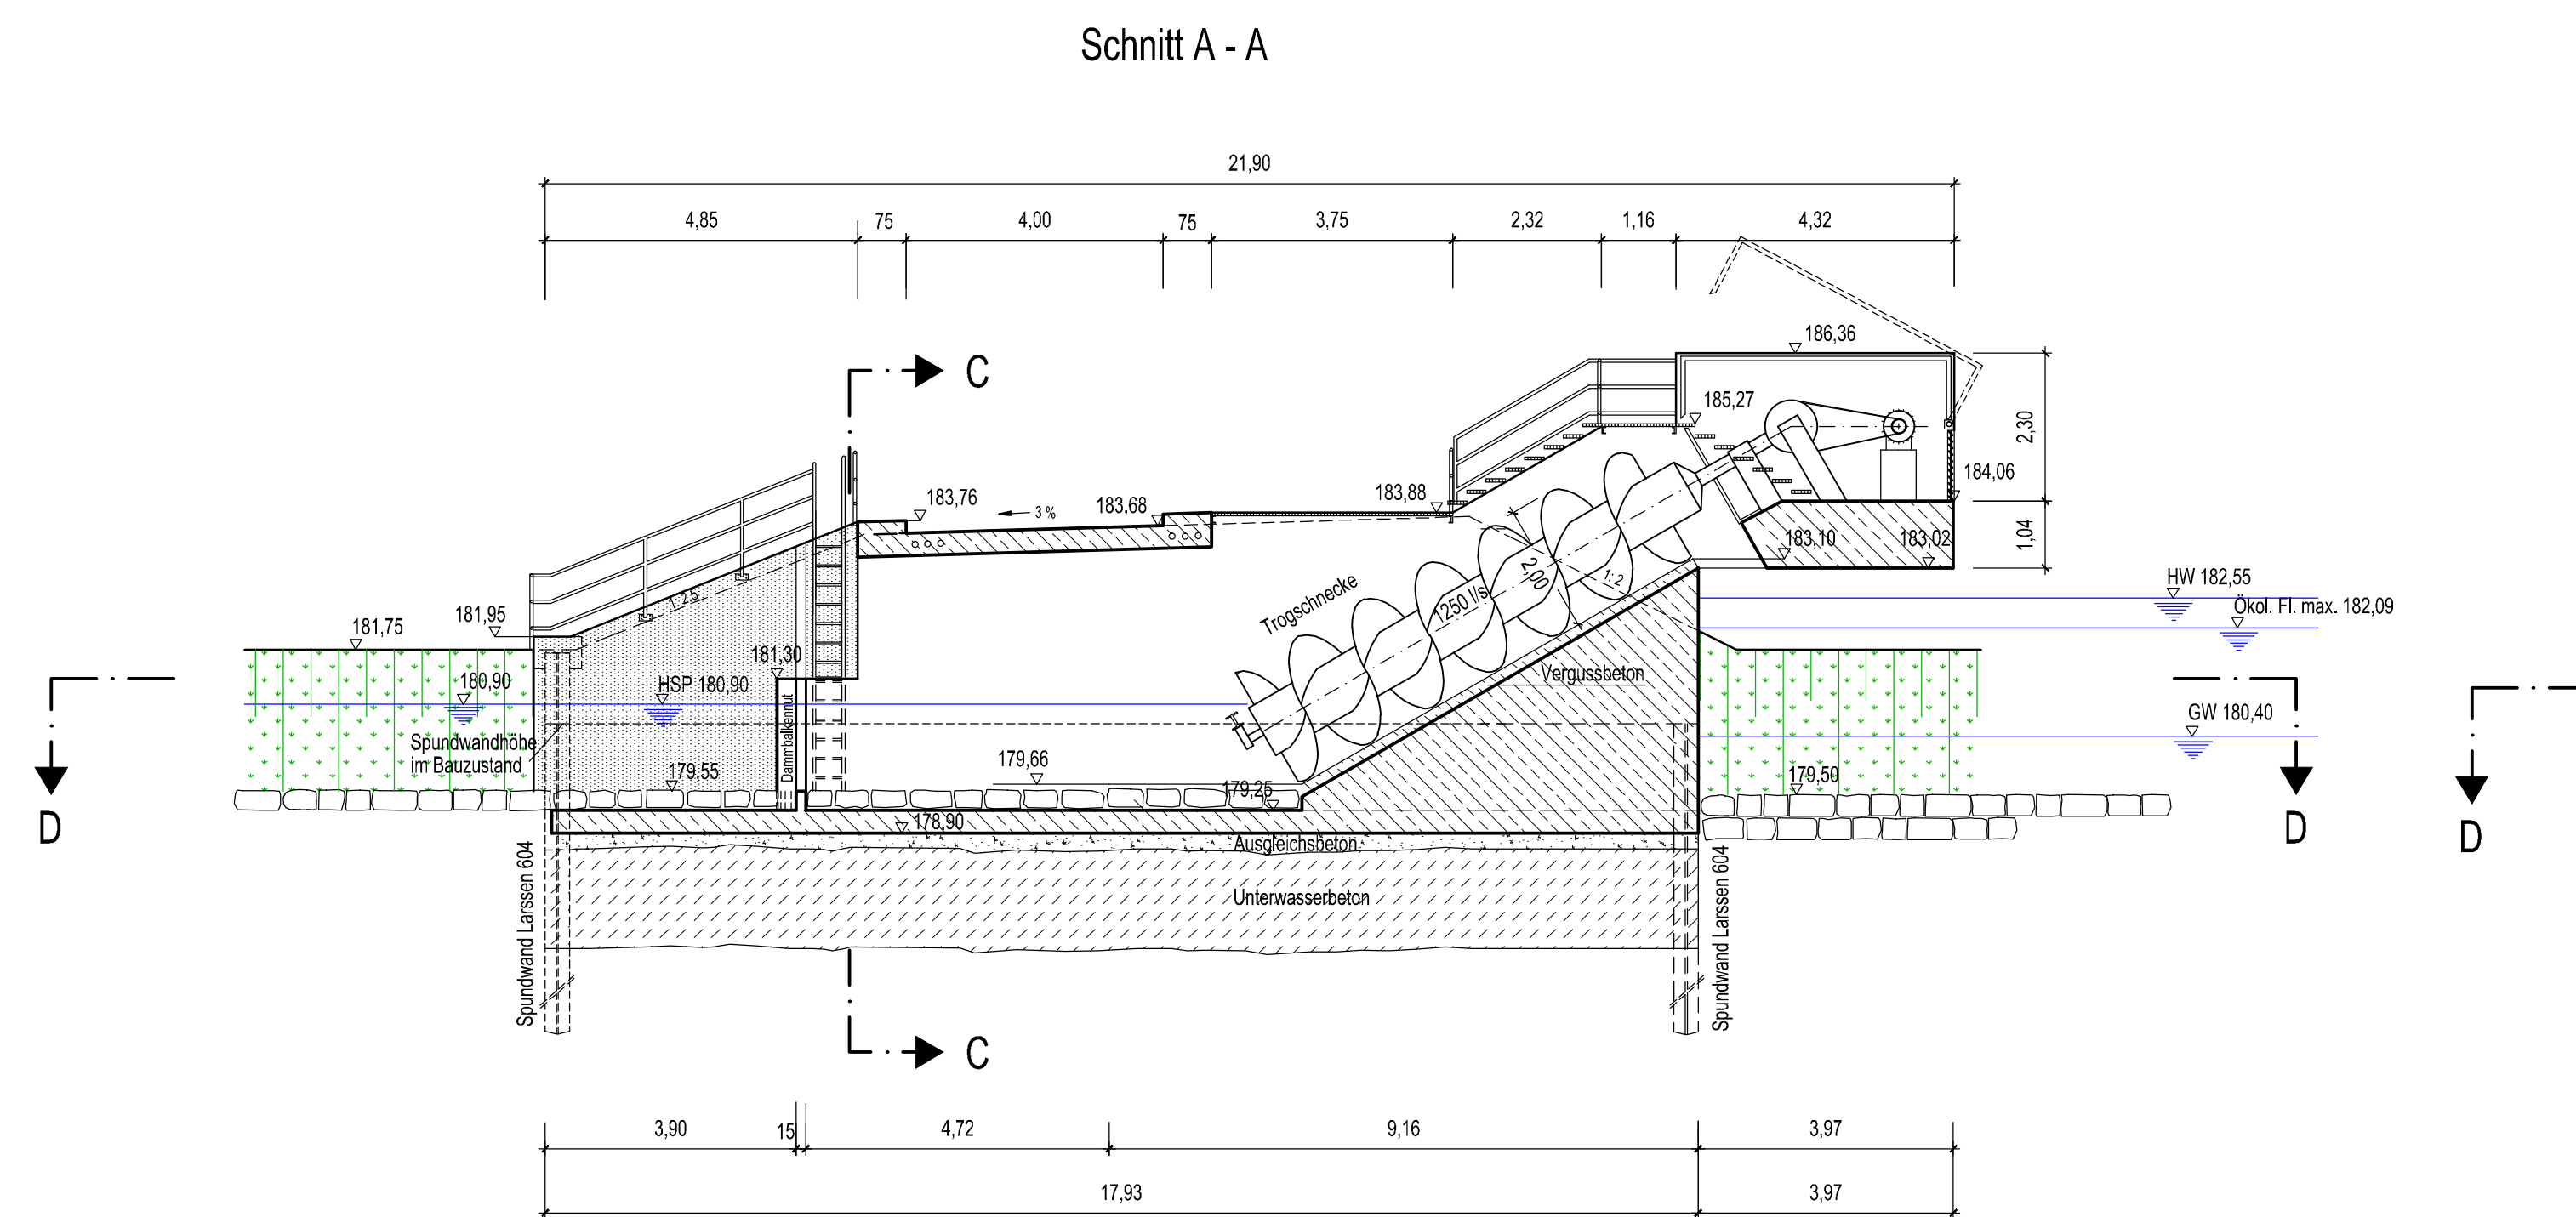 Schnitt A - A
21,90
4,85
75
4,00
75
3,75
2,32
1,16
4,32
186,36
C
185,27
2,30
184,06
183,76
3 %
183,68
183,88
1,04
183,10
183,02
2,00
1:2
HW 182,55
Ökol. Fl. max. 182,09
Trogschnecke
1250 l/s
1:2,5
181,95
181,75
181,30
180,90
HSP 180,90
Vergussbeton
GW 180,40
Spundwandhöhe
im Bauzustand
Dammbalkennut
179,55
179,66
179,25
179,50
178,90
D
D
D
Ausgleichsbeton
Unterwasserbeton
Spundwand Larssen 604
Spundwand Larssen 604
C
3,90
15
4,72
9,16
3,97
17,93
3,97